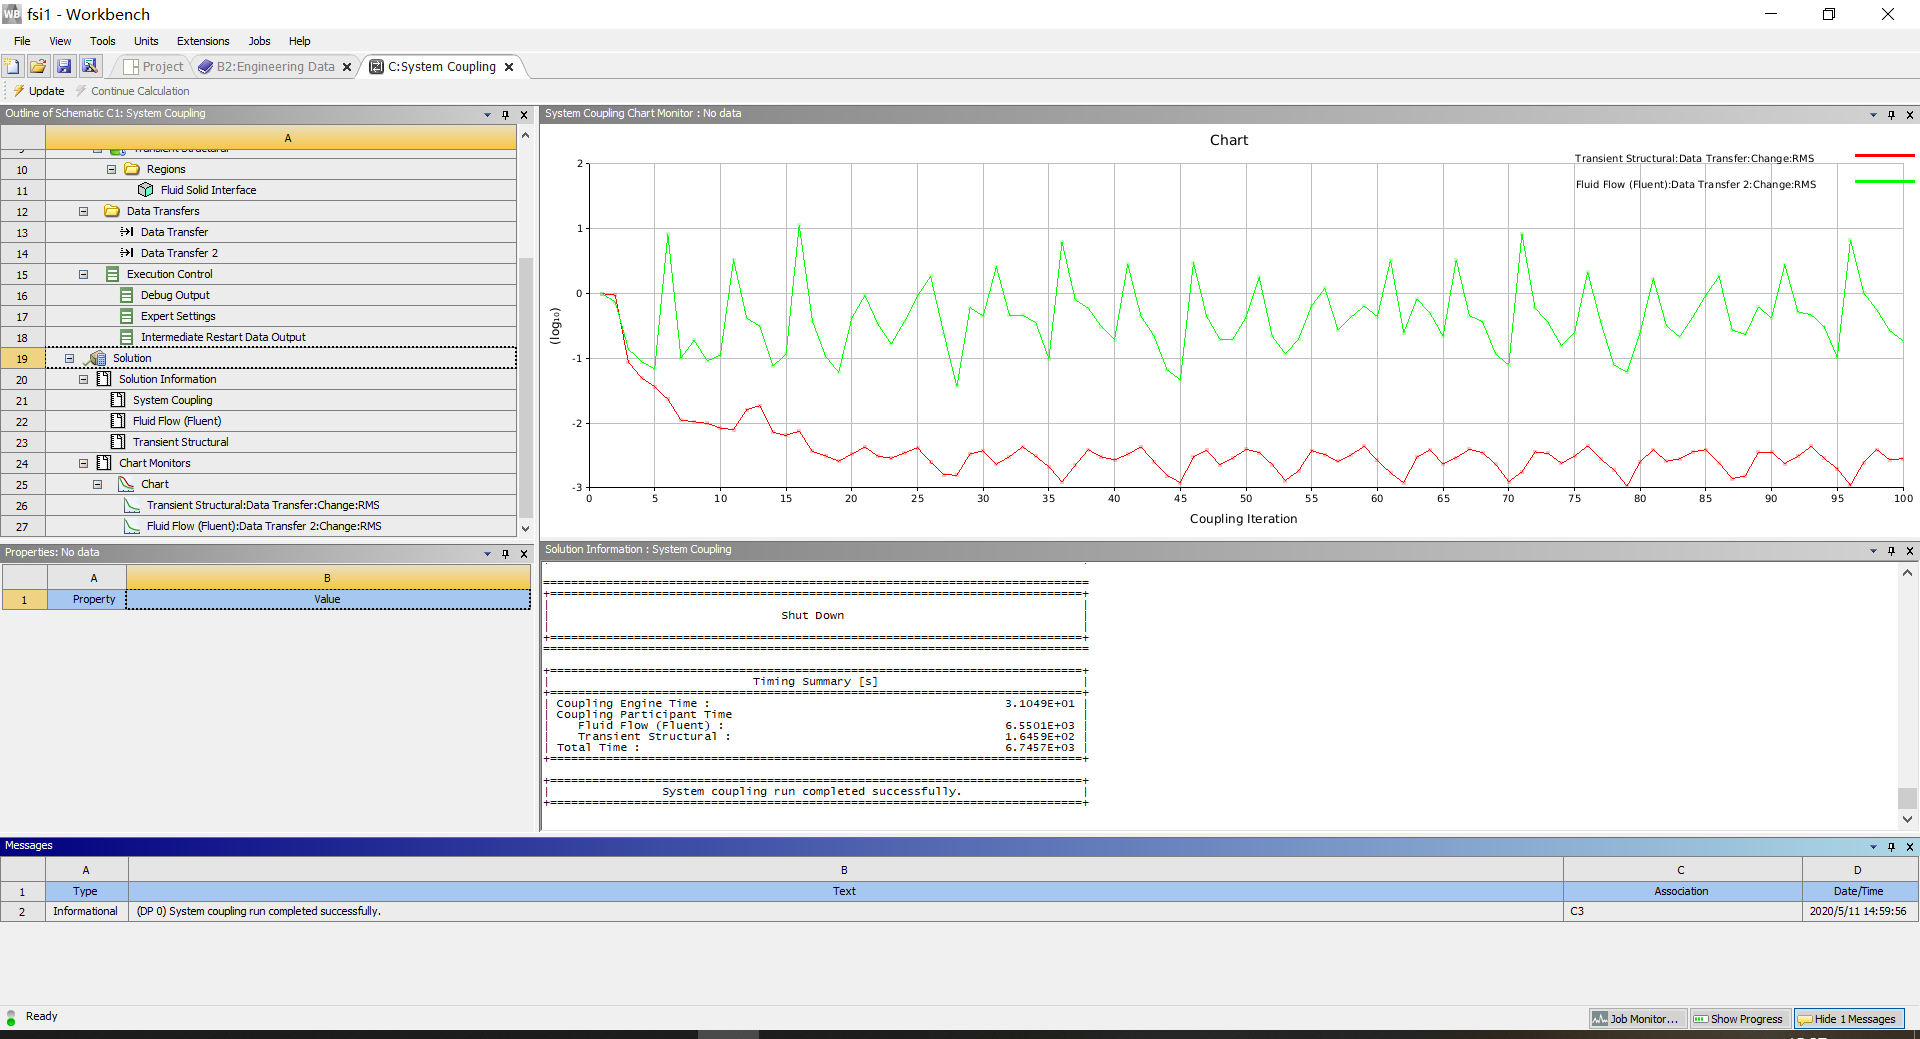 fsi1 - Workbench
File View Tools Units Extensions Jobs Help
Project B2:Engineering Data C:System Coupling
Update Continue Calculation
Outline of Schematic C1: System Coupling
A
9 Transient Structural
10 Regions
11 Fluid Solid Interface
12 Data Transfers
13 Data Transfer
14 Data Transfer 2
15 Execution Control
16 Debug Output
17 Expert Settings
18 Intermediate Restart Data Output
19 Solution
20 Solution Information
21 System Coupling
22 Fluid Flow (Fluent)
23 Transient Structural
24 Chart Monitors
25 Chart
26 Transient Structural:Data Transfer:Change:RMS
27 Fluid Flow (Fluent):Data Transfer 2:Change:RMS
Properties: No data
A B
1 Property Value
System Coupling Chart Monitor : No data
Chart
Transient Structural:Data Transfer:Change:RMS
Fluid Flow (Fluent):Data Transfer 2:Change:RMS
2
1
0
-1
-2
-3
(log₁₀)
0 5 10 15 20 25 30 35 40 45 50 55 60 65 70 75 80 85 90 95 100
Coupling Iteration
Solution Information : System Coupling
+=============================================================================+
| Shut Down |
+=============================================================================+
+=============================================================================+
| Timing Summary [s] |
+=============================================================================+
| Coupling Engine Time : 3.1049E+01 |
| Coupling Participant Time |
| Fluid Flow (Fluent) : 6.5501E+03 |
| Transient Structural : 1.6459E+02 |
| Total Time : 6.7457E+03 |
+=============================================================================+
+=============================================================================+
| System coupling run completed successfully. |
+=============================================================================+
Messages
A B C D
1 Type Text Association Date/Time
2 Informational (DP 0) System coupling run completed successfully. C3 2020/5/11 14:59:56
Ready
Job Monitor... Show Progress Hide 1 Messages